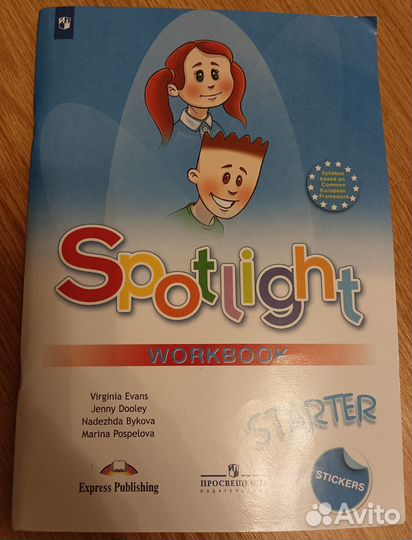 Syllabus
based on
Common
European
Framework
Spotlight
WORKBOOK
Virginia Evans
Jenny Dooley
Nadezhda Bykova
Marina Pospelova
STARTER
Express Publishing
ПРОСВЕЩЕНИЕ
ИЗДАТЕЛЬСТВО
STICKERS
Avito